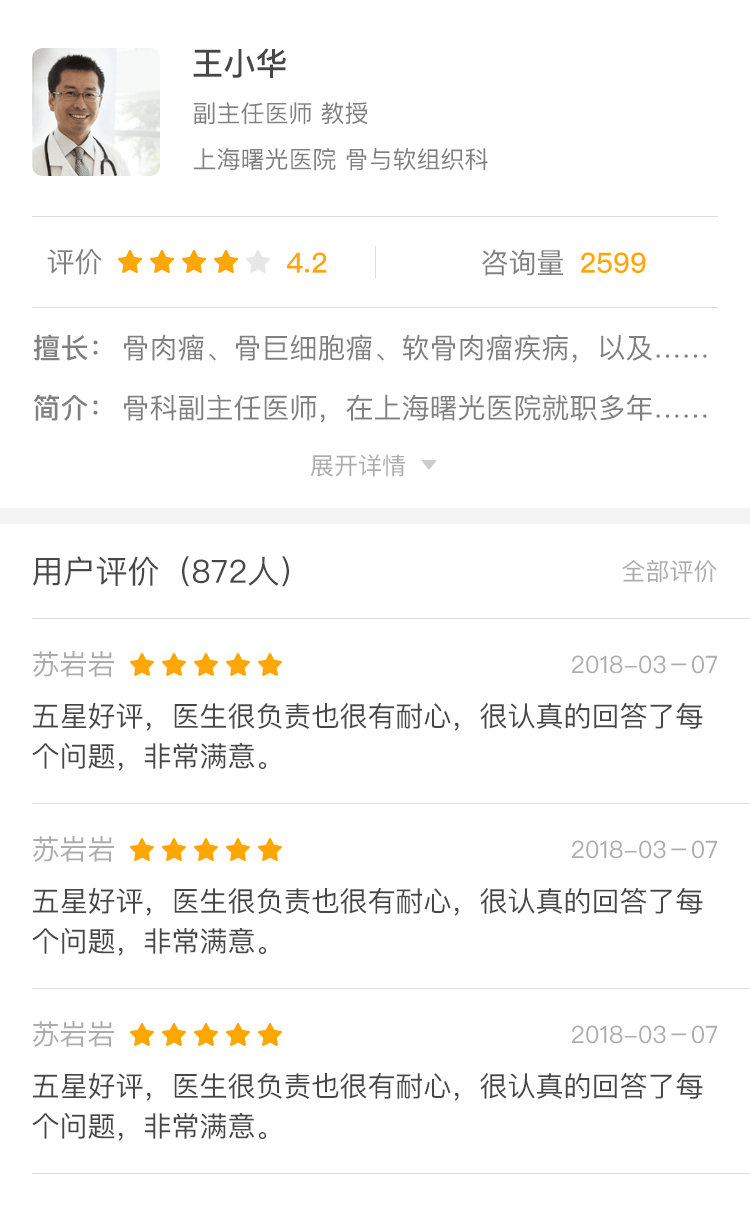 王小华
副主任医师 教授
上海曙光医院 骨与软组织科
评价 4.2 咨询量 2599
擅长： 骨肉瘤、骨巨细胞瘤、软骨肉瘤疾病，以及......
简介： 骨科副主任医师，在上海曙光医院就职多年......
展开详情
用户评价（872人） 全部评价
苏岩岩 2018-03-07
五星好评，医生很负责也很有耐心，很认真的回答了每
个问题，非常满意。
苏岩岩 2018-03-07
五星好评，医生很负责也很有耐心，很认真的回答了每
个问题，非常满意。
苏岩岩 2018-03-07
五星好评，医生很负责也很有耐心，很认真的回答了每
个问题，非常满意。